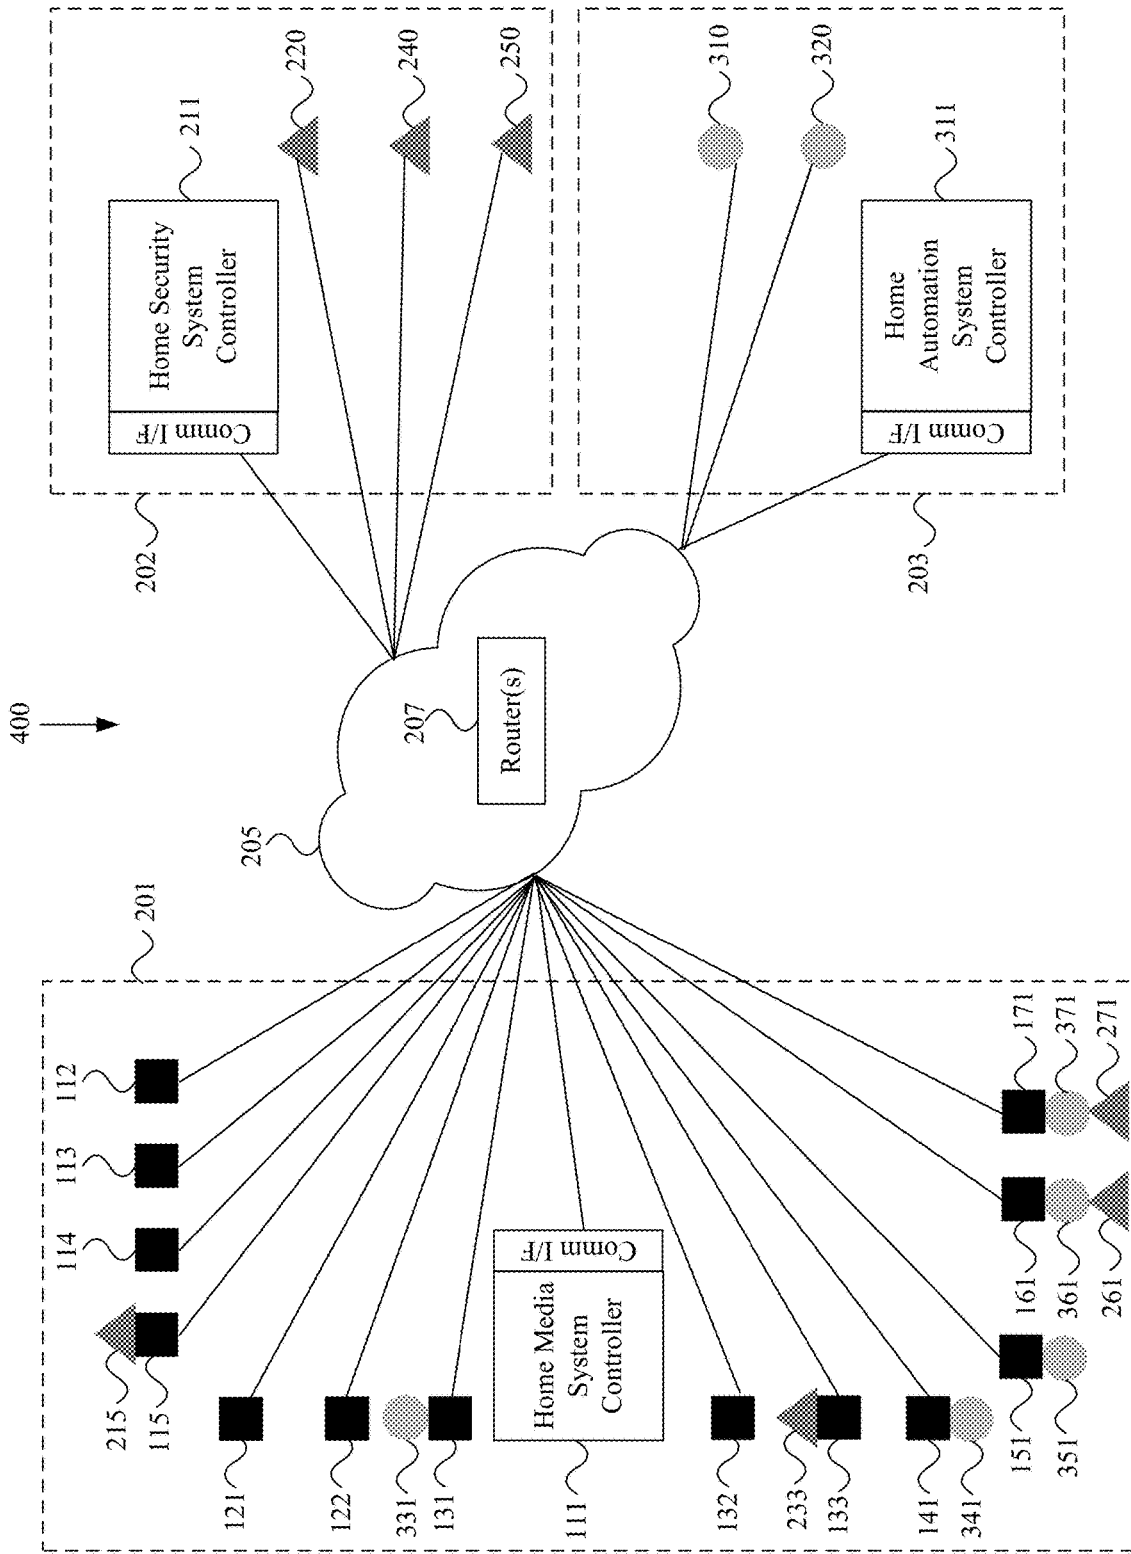 400
114
113
112
215
201
202
115
Comm I/F
Home Security
System
Controller
211
121
205
220
122
331
207
240
131
Router(s)
250
111
Home Media
System
Controller
Comm I/F
310
132
233
320
133
141
203
Comm I/F
Home
Automation
System
Controller
311
341
151
161
171
351
361
371
261
271